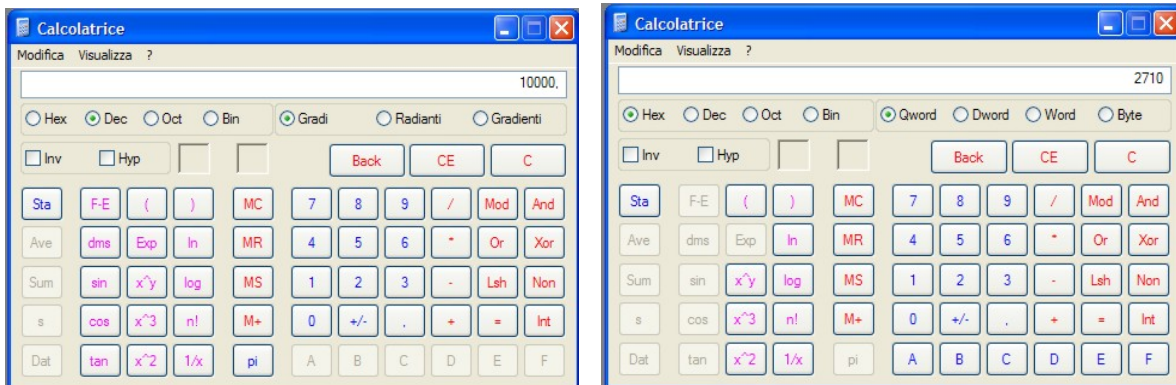 Calcolatrice
Modifica Visualizza ?
10000,
Hex Dec Oct Bin Gradi Radianti Gradienti
Inv Hyp Back CE C
Sta F-E ( ) MC 7 8 9 / Mod And
Ave dms Exp ln MR 4 5 6 * Or Xor
Sum sin x^y log MS 1 2 3 - Lsh Non
s cos x^3 n! M+ 0 +/- , + = Int
Dat tan x^2 1/x pi A B C D E F
Calcolatrice
Modifica Visualizza ?
2710
Hex Dec Oct Bin Qword Dword Word Byte
Inv Hyp Back CE C
Sta F-E ( ) MC 7 8 9 / Mod And
Ave dms Exp ln MR 4 5 6 * Or Xor
Sum sin x^y log MS 1 2 3 - Lsh Non
s cos x^3 n! M+ 0 +/- , + = Int
Dat tan x^2 1/x pi A B C D E F